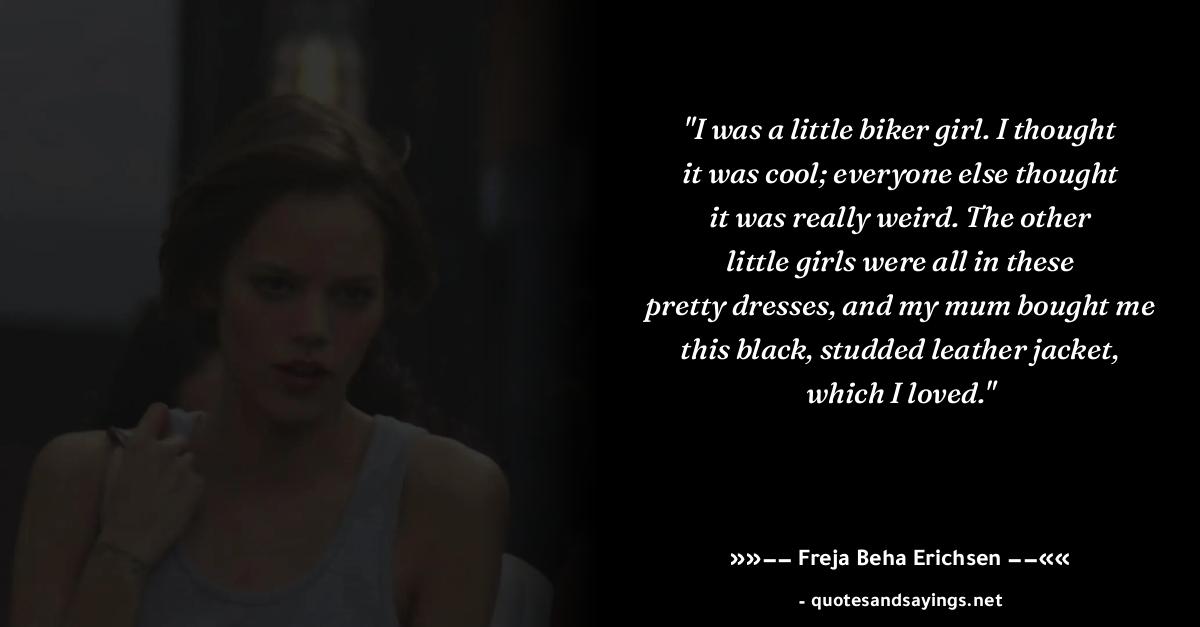 "I was a little biker girl. I thought
it was cool; everyone else thought
it was really weird. The other
little girls were all in these
pretty dresses, and my mum bought me
this black, studded leather jacket,
which I loved."
»»−− Freja Beha Erichsen −−««
- quotesandsayings.net